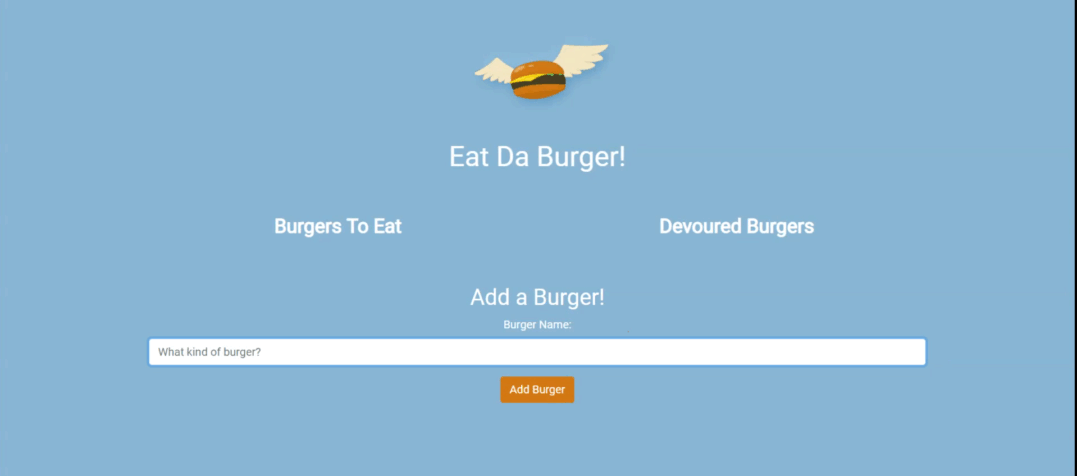 Eat Da Burger!
Burgers To Eat
Devoured Burgers
Add a Burger!
Burger Name:
What kind of burger?
Add Burger